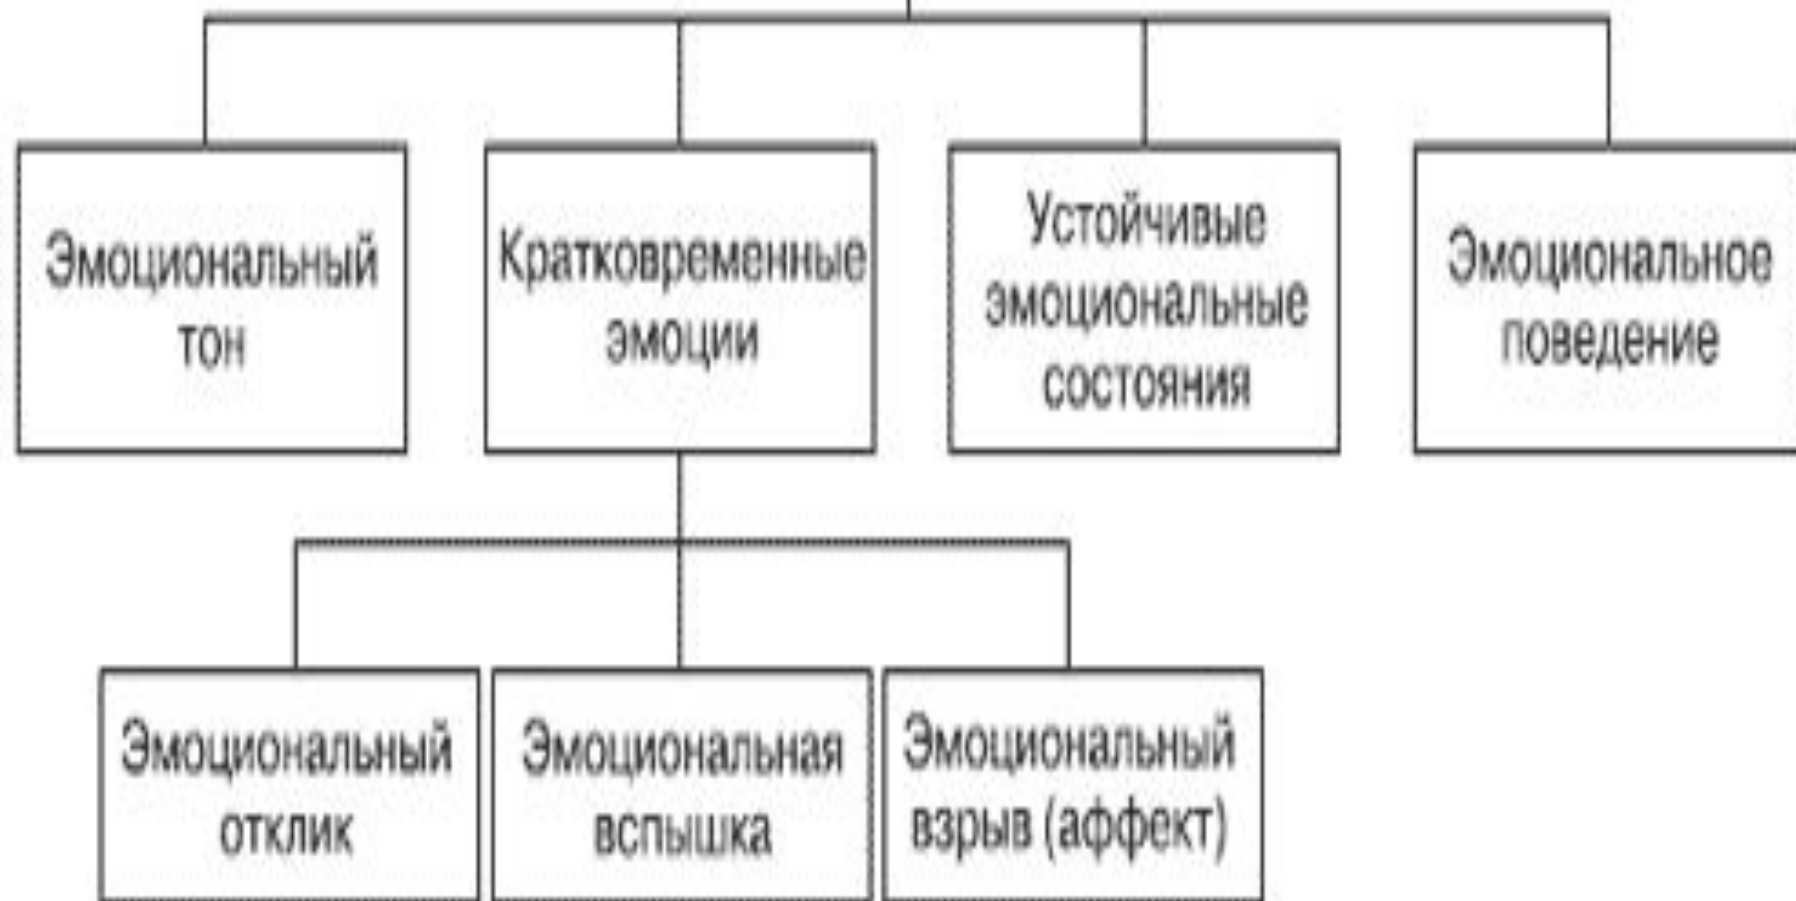 Эмоциональный
тон
Кратковременные
эмоции
Устойчивые
эмоциональные
состояния
Эмоциональное
поведение
Эмоциональный
отклик
Эмоциональная
вспышка
Эмоциональный
взрыв (аффект)